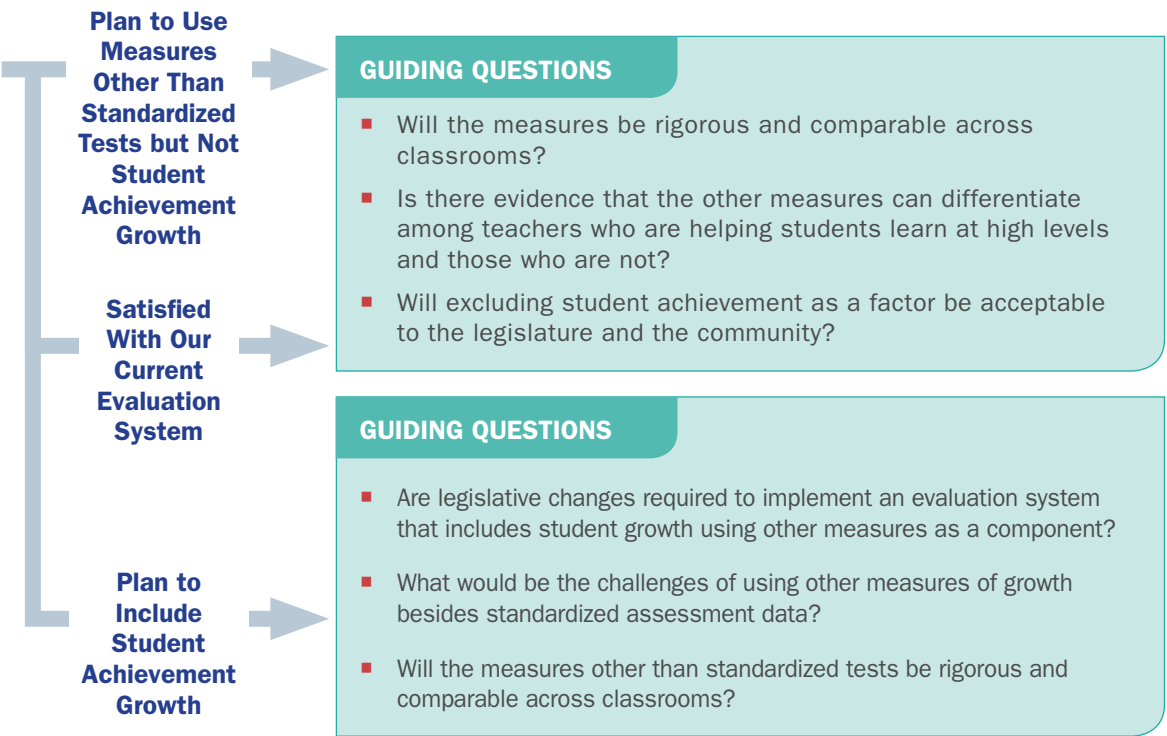 Plan to Use
Measures
Other Than
Standardized
Tests but Not
Student
Achievement
Growth
GUIDING QUESTIONS
■ Will the measures be rigorous and comparable across
classrooms?
■ Is there evidence that the other measures can differentiate
among teachers who are helping students learn at high levels
and those who are not?
■ Will excluding student achievement as a factor be acceptable
to the legislature and the community?
Satisfied
With Our
Current
Evaluation
System
GUIDING QUESTIONS
■ Are legislative changes required to implement an evaluation system
that includes student growth using other measures as a component?
■ What would be the challenges of using other measures of growth
besides standardized assessment data?
■ Will the measures other than standardized tests be rigorous and
comparable across classrooms?
Plan to
Include
Student
Achievement
Growth